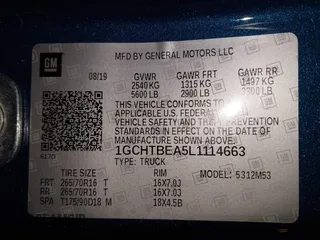 GM
MFD BY GENERAL MOTORS LLC
08/19 GVWR GAWR FRT GAWR RR
2540 KG 1315 KG 1497 KG
5600 LB 2900 LB 3300 LB
THIS VEHICLE CONFORMS TO
APPLICABLE U.S. FEDERAL
VEHICLE SAFETY AND THEFT PREVENTION
STANDARDS IN EFFECT ON THE DATE OF
MANUFACTURE
1GCHTBEA5L1114663
TYPE: TRUCK
MODEL: 5312M53
TIRE SIZE RIM
FRT 265/70R16 T 16X7.0J
RR 265/70R16 T 16X7.0J
SPA T175/90D18 M 18X4.5B